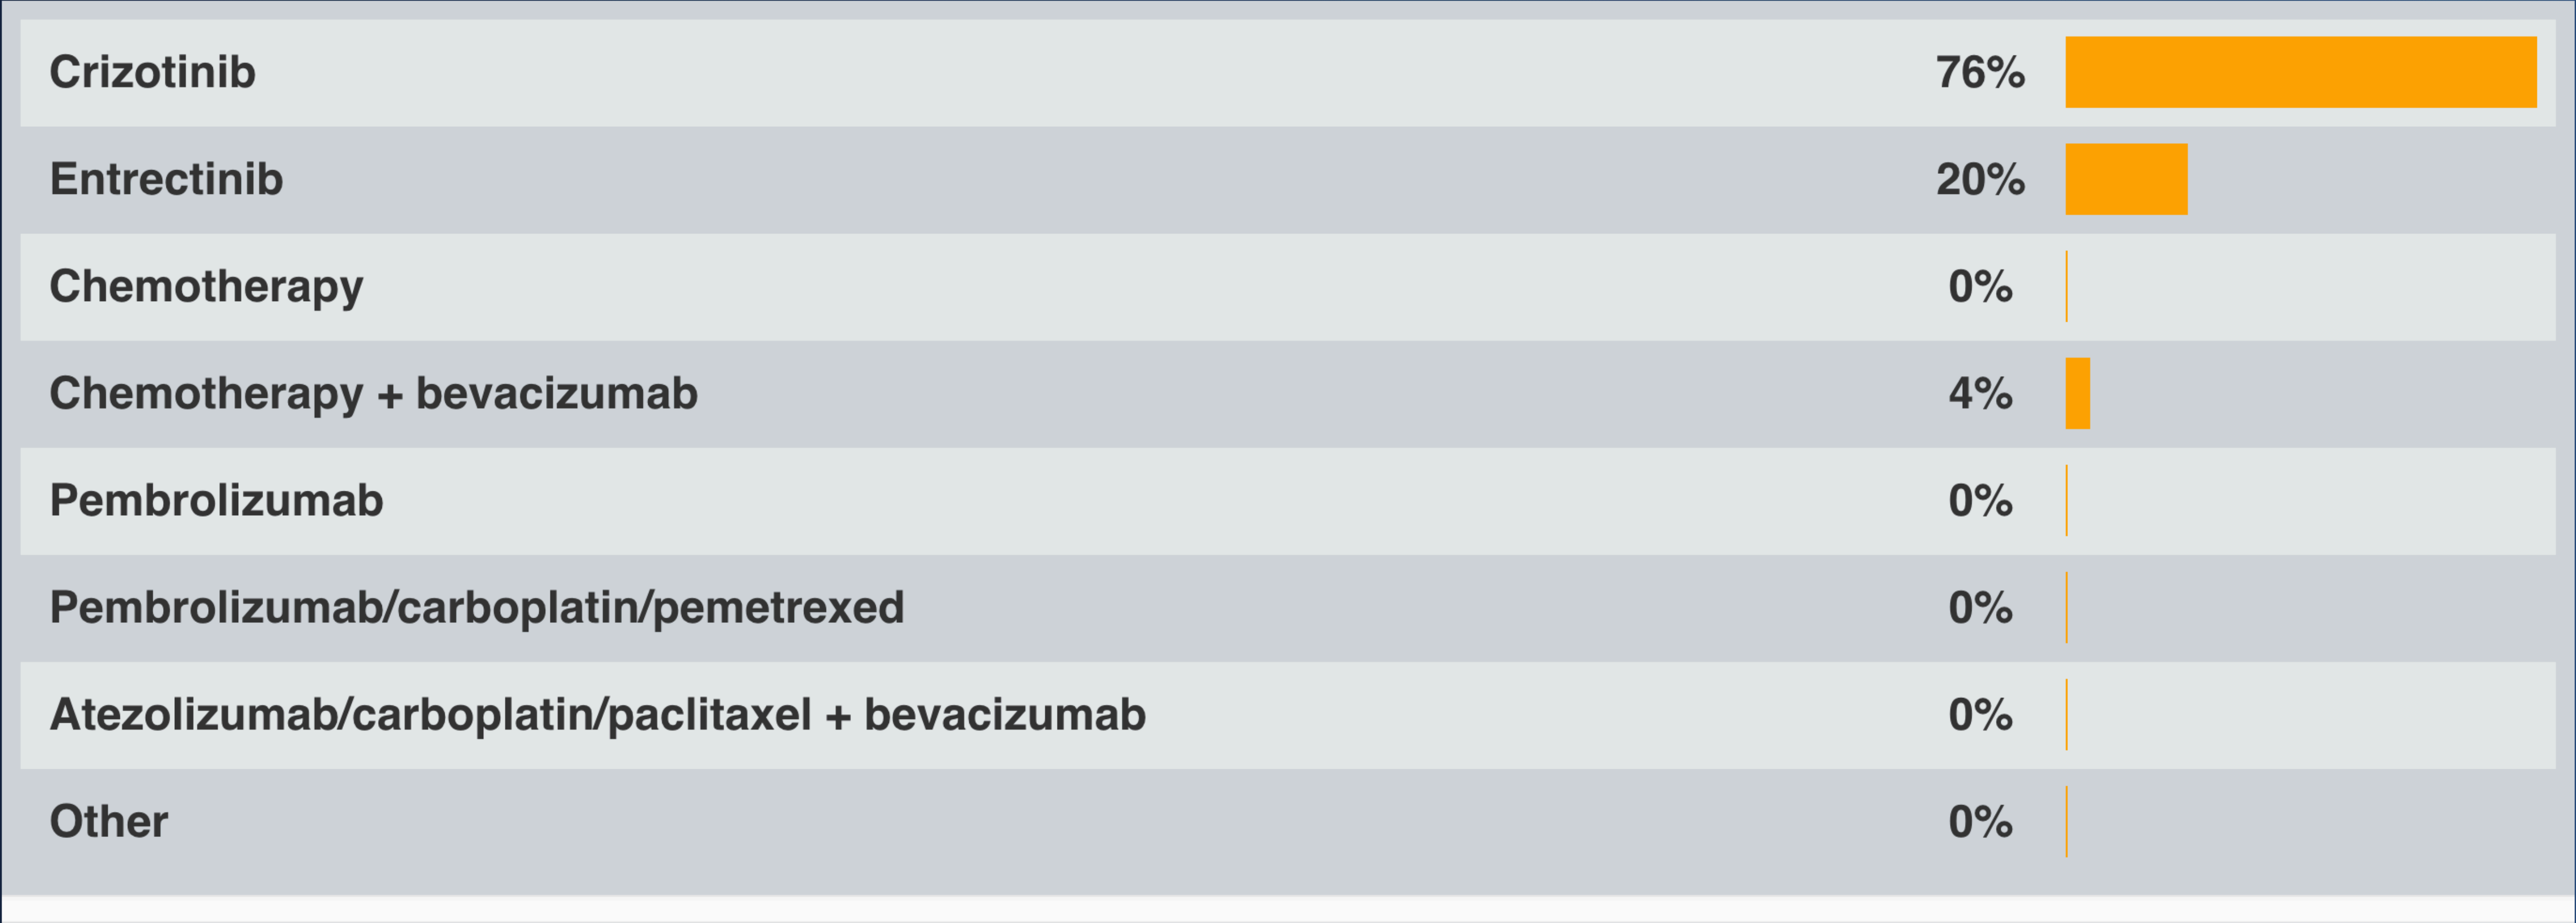 Crizotinib 76%
Entrectinib 20%
Chemotherapy 0%
Chemotherapy + bevacizumab 4%
Pembrolizumab 0%
Pembrolizumab/carboplatin/pemetrexed 0%
Atezolizumab/carboplatin/paclitaxel + bevacizumab 0%
Other 0%